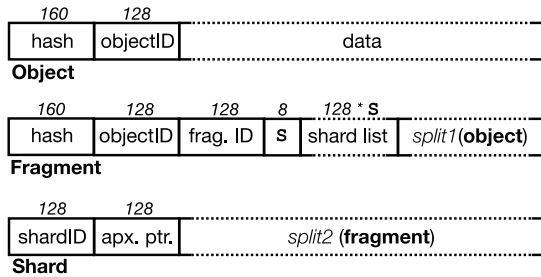 160 128
hash objectID data
Object
160 128 128 8 128 * S
hash objectID frag. ID S shard list split1(object)
Fragment
128 128
shardID apx. ptr. split2 (fragment)
Shard